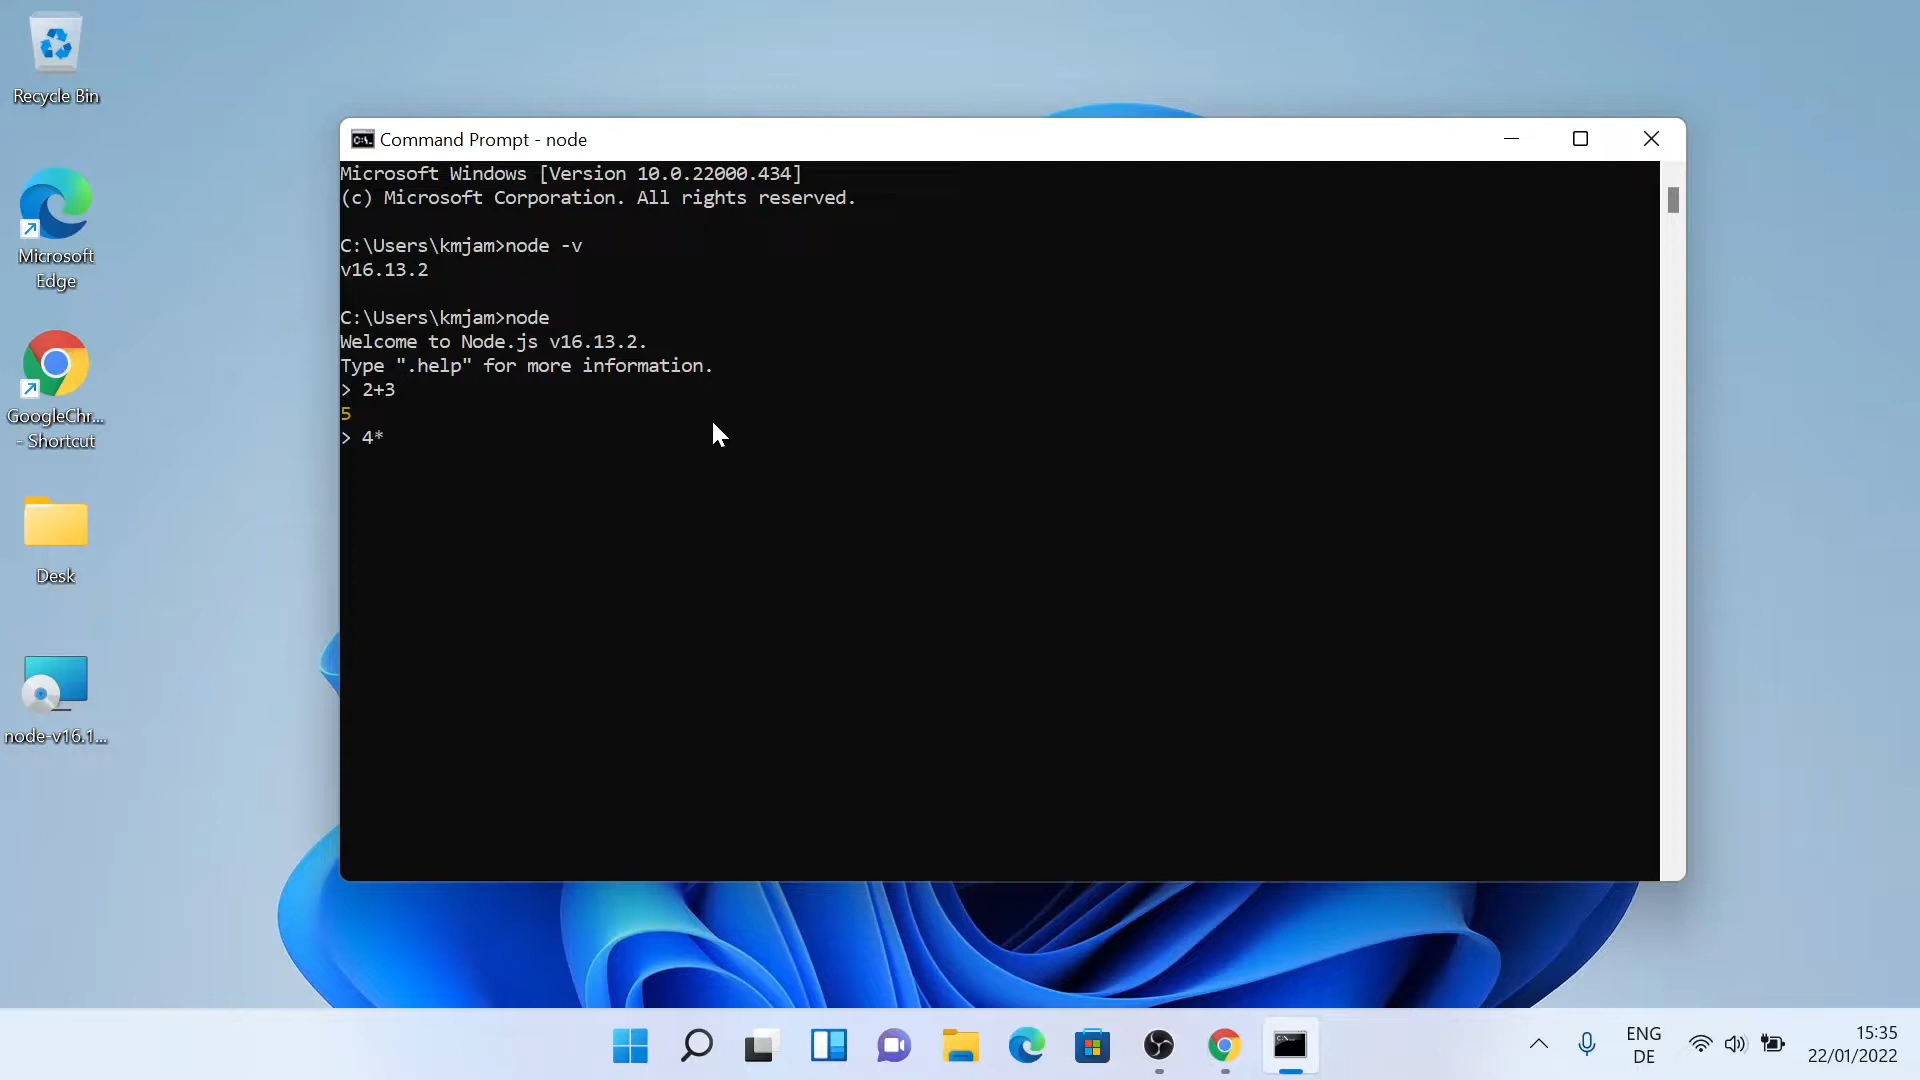 Recycle Bin
Microsoft
Edge
GoogleChr...
- Shortcut
Desk
node-v16.1...
Command Prompt - node
Microsoft Windows [Version 10.0.22000.434]
(c) Microsoft Corporation. All rights reserved.
C:\Users\kmjam>node -v
v16.13.2
C:\Users\kmjam>node
Welcome to Node.js v16.13.2.
Type ".help" for more information.
> 2+3
5
> 4*
ENG
DE
15:35
22/01/2022